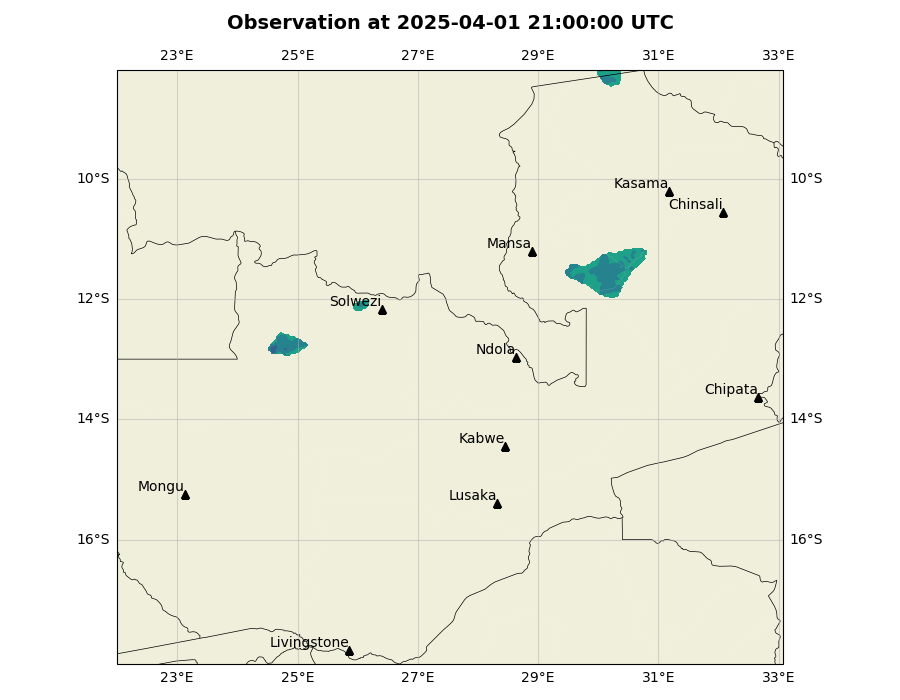 Observation at 2025-04-01 21:00:00 UTC
23°E 25°E 27°E 29°E 31°E 33°E
10°S 10°S
Kasama
Chinsali
Mansa
12°S 12°S
Solwezi
Ndola
Chipata
14°S 14°S
Kabwe
Mongu
Lusaka
16°S 16°S
Livingstone
23°E 25°E 27°E 29°E 31°E 33°E